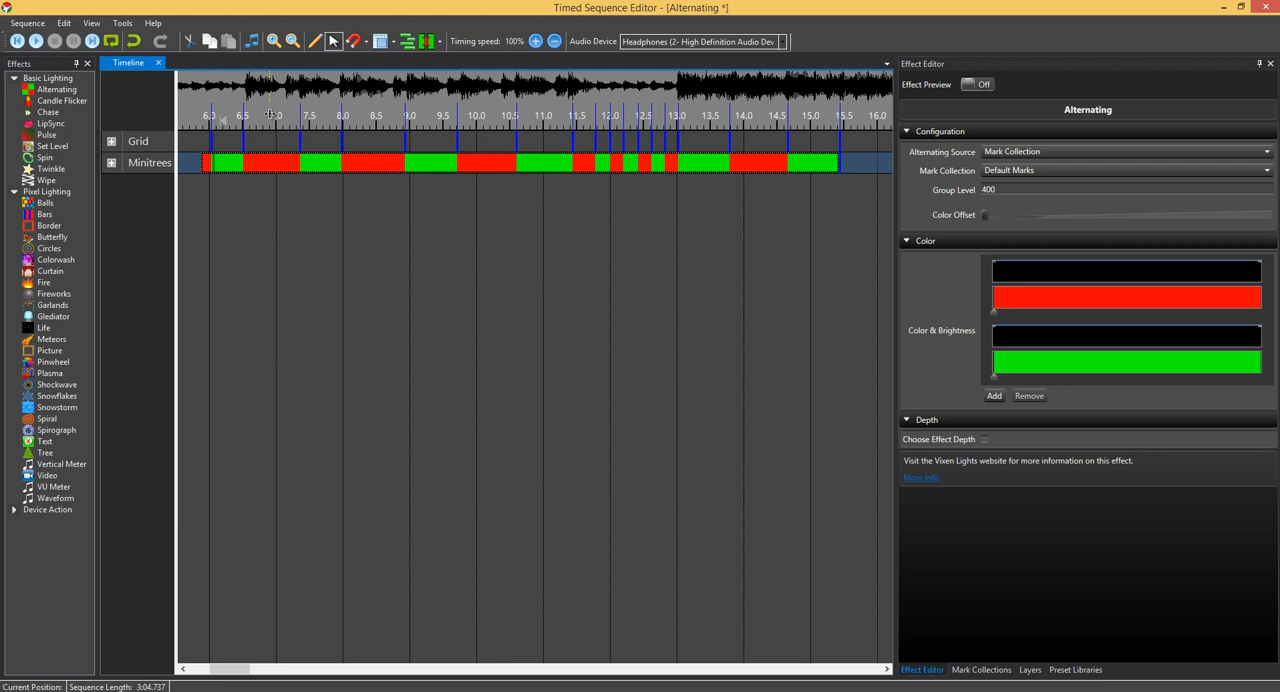 Timed Sequence Editor - [Alternating *]
Sequence Edit View Tools Help
Timing speed: 100% Audio Device Headphones (2- High Definition Audio Dev
Effects
Basic Lighting
Alternating
Candle Flicker
Chase
LipSync
Pulse
Set Level
Spin
Twinkle
Wipe
Pixel Lighting
Balls
Bars
Border
Butterfly
Circles
Colorwash
Curtain
Fire
Fireworks
Garlands
Glediator
Life
Meteors
Picture
Pinwheel
Plasma
Shockwave
Snowflakes
Snowstorm
Spiral
Spirograph
Text
Tree
Vertical Meter
Video
VU Meter
Waveform
Device Action
Timeline
6.0 6.5 7.0 7.5 8.0 8.5 9.0 9.5 10.0 10.5 11.0 11.5 12.0 12.5 13.0 13.5 14.0 14.5 15.0 15.5 16.0
Grid
Minitrees
Effect Editor
Effect Preview Off
Alternating
Configuration
Alternating Source Mark Collection
Mark Collection Default Marks
Group Level 400
Color Offset
Color
Color & Brightness
Add Remove
Depth
Choose Effect Depth
Visit the Vixen Lights website for more information on this effect.
More Info
Effect Editor Mark Collections Layers Preset Libraries
Current Position: Sequence Length: 3:04.737